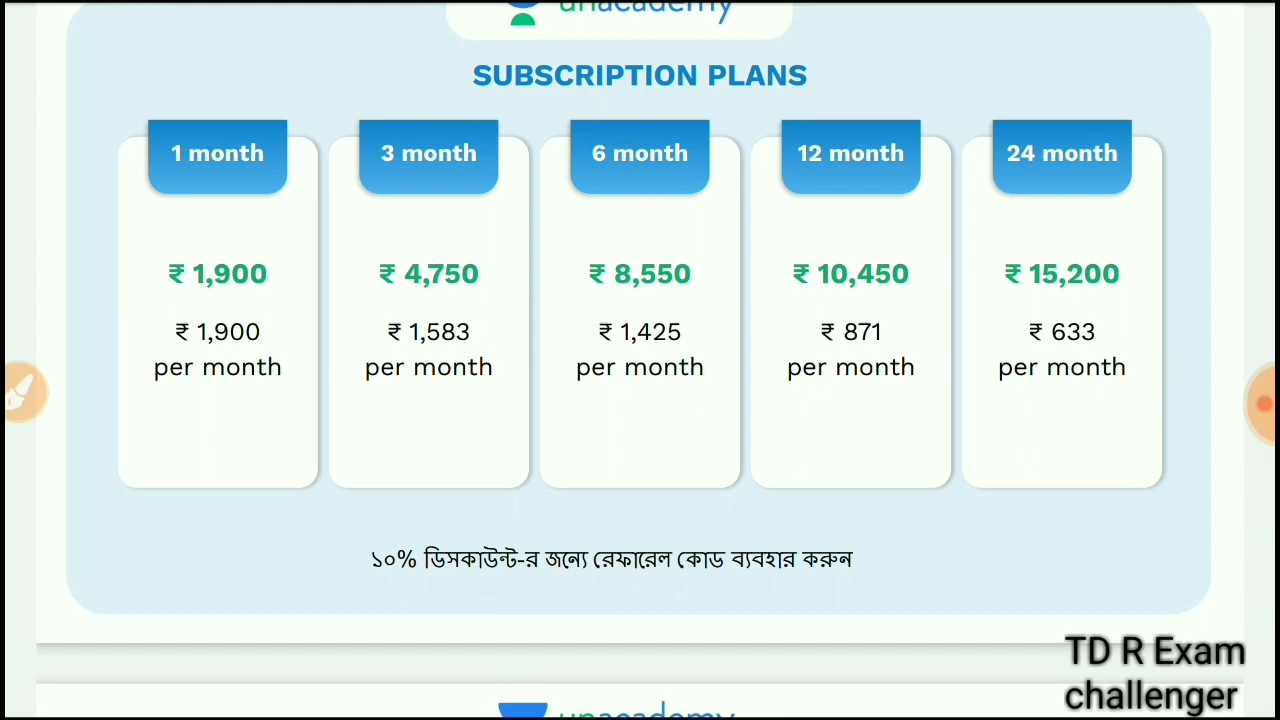 unacademy
SUBSCRIPTION PLANS
1 month
3 month
6 month
12 month
24 month
₹ 1,900
₹ 4,750
₹ 8,550
₹ 10,450
₹ 15,200
₹ 1,900
per month
₹ 1,583
per month
₹ 1,425
per month
₹ 871
per month
₹ 633
per month
১০% ডিসকাউন্ট-র জন্যে রেফারেল কোড ব্যবহার করুন
TD R Exam
challenger
unacademy